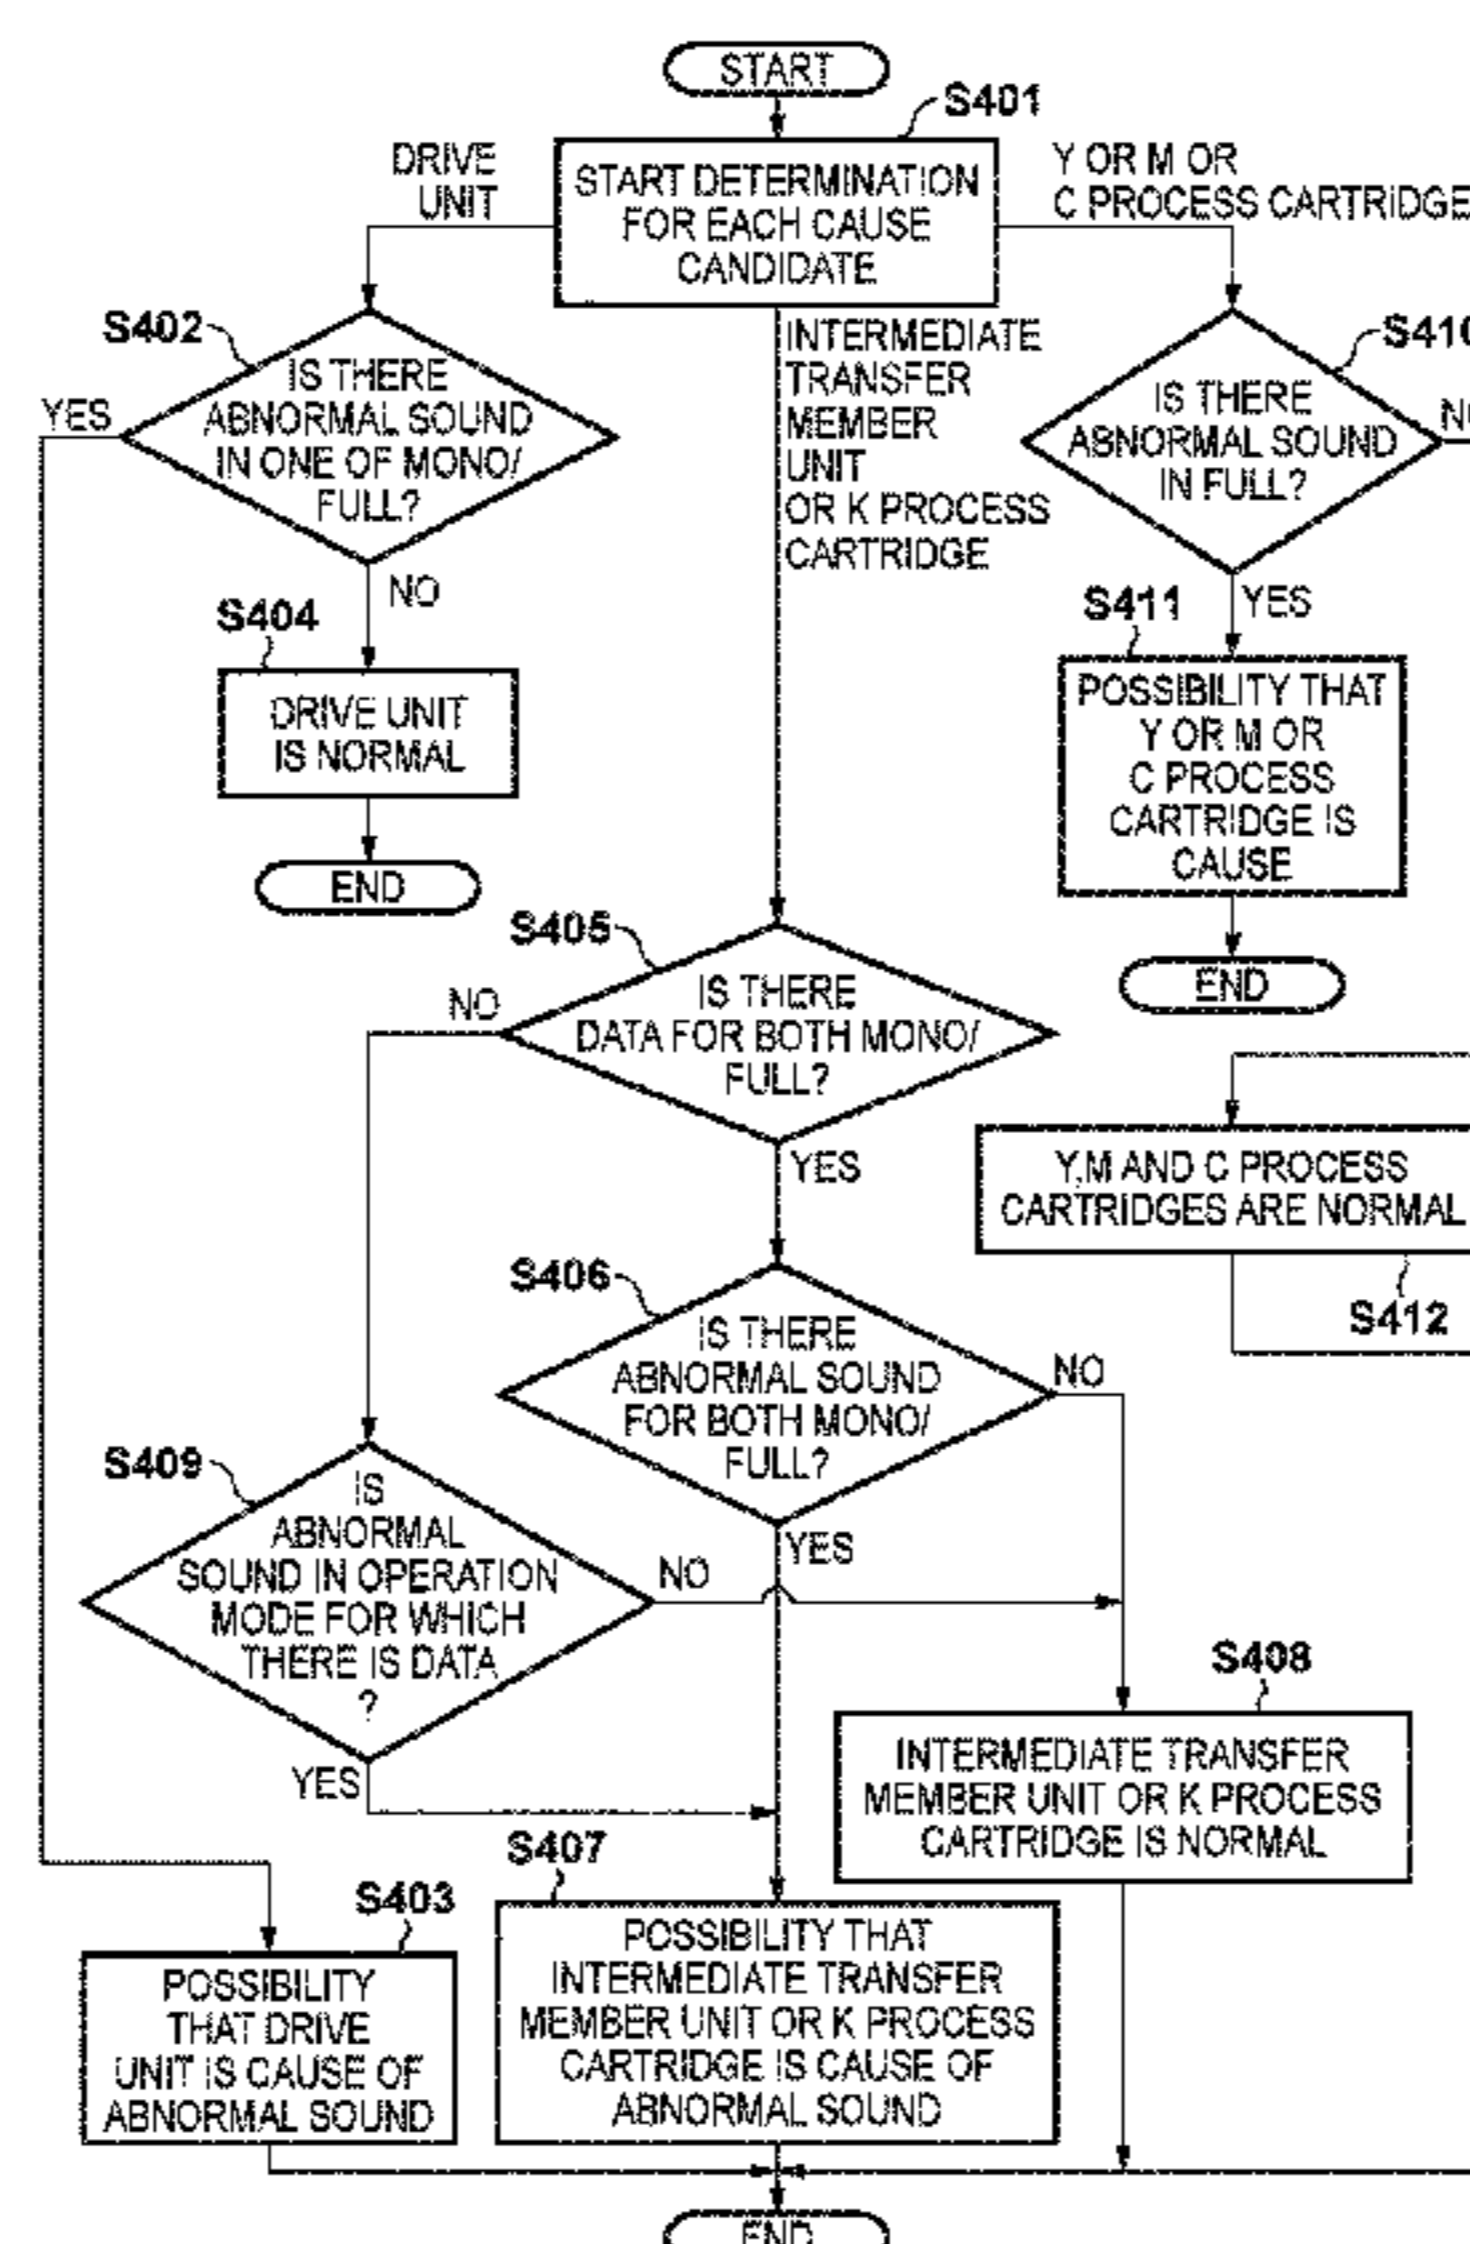 START
S401
START DETERMINATION
FOR EACH CAUSE
CANDIDATE
DRIVE
UNIT
Y OR M OR
C PROCESS CARTRIDGE
INTERMEDIATE
TRANSFER
MEMBER
UNIT
OR K PROCESS
CARTRIDGE
S402
YES
IS THERE
ABNORMAL SOUND
IN ONE OF MONO/
FULL?
NO
S404
DRIVE UNIT
IS NORMAL
END
S410
IS THERE
ABNORMAL SOUND
IN FULL?
NO
YES
S411
POSSIBILITY THAT
Y OR M OR
C PROCESS
CARTRIDGE IS
CAUSE
END
S405
NO
IS THERE
DATA FOR BOTH MONO/
FULL?
YES
Y,M AND C PROCESS
CARTRIDGES ARE NORMAL
S412
S406
IS THERE
ABNORMAL SOUND
FOR BOTH MONO/
FULL?
NO
YES
S409
IS
ABNORMAL
SOUND IN OPERATION
MODE FOR WHICH
THERE IS DATA
?
NO
YES
S408
INTERMEDIATE TRANSFER
MEMBER UNIT OR K PROCESS
CARTRIDGE IS NORMAL
S407
POSSIBILITY THAT
INTERMEDIATE TRANSFER
MEMBER UNIT OR K PROCESS
CARTRIDGE IS CAUSE OF
ABNORMAL SOUND
S403
POSSIBILITY
THAT DRIVE
UNIT IS CAUSE OF
ABNORMAL SOUND
END